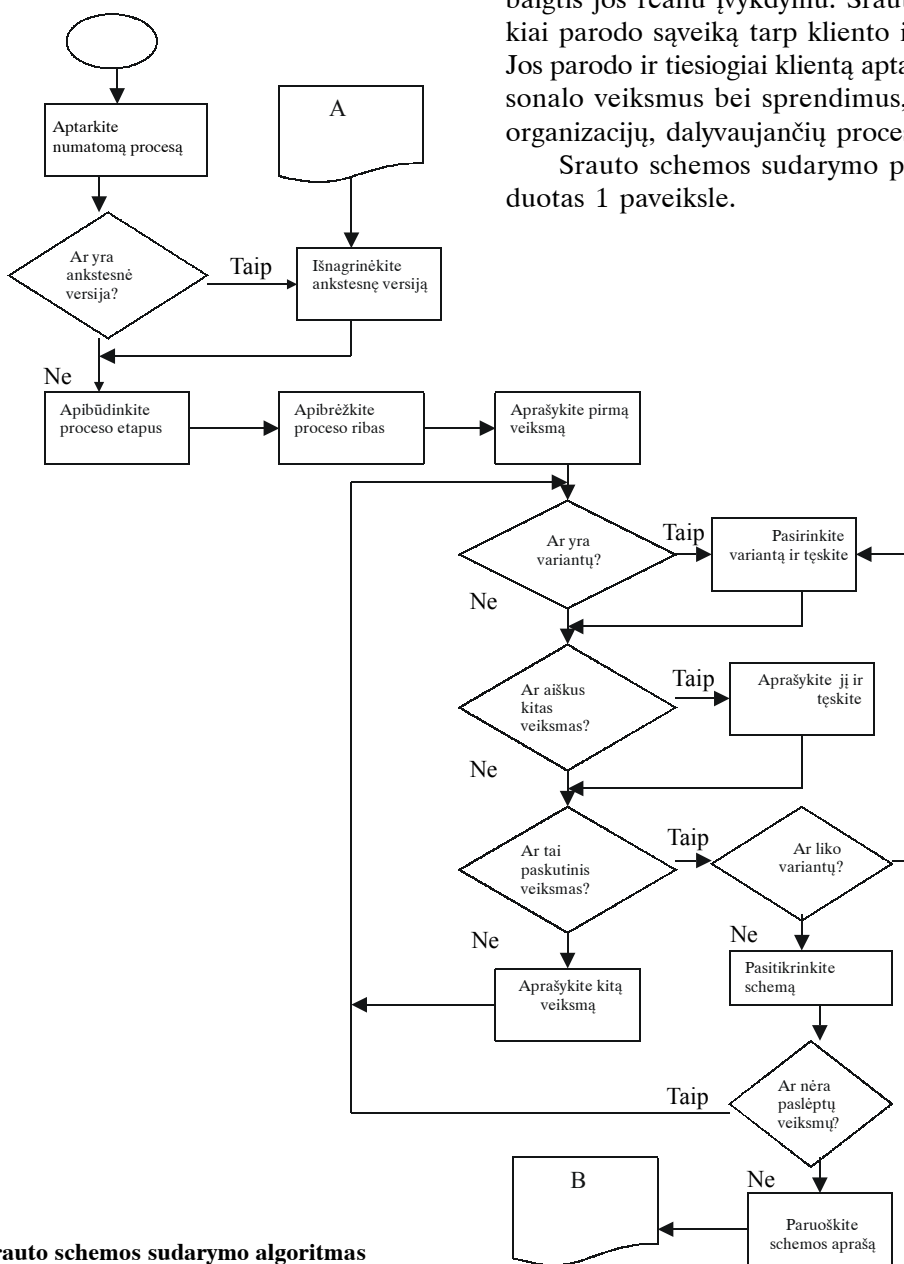 baigtis jos realiu įvykdymu. Sraut
kiai parodo sąveiką tarp kliento i
Jos parodo ir tiesiogiai klientą apta
sonalo veiksmus bei sprendimus,
organizacijų, dalyvaujančių proces
Srauto schemos sudarymo p
duotas 1 paveiksle.
Aptarkite
numatomą procesą
A
Ar yra
ankstesnė
versija?
Taip
Išnagrinėkite
ankstesnę versiją
Ne
Apibūdinkite
proceso etapus
Apibrėžkite
proceso ribas
Aprašykite pirmą
veiksmą
Ar yra
variantų?
Taip
Pasirinkite
variantą ir tęskite
Ne
Ar aiškus
kitas
veiksmas?
Taip
Aprašykite jį ir
tęskite
Ne
Ar tai
paskutinis
veiksmas?
Taip
Ar liko
variantų?
Ne
Aprašykite kitą
veiksmą
Ne
Pasitikrinkite
schemą
Ar nėra
paslėptų
veiksmų?
Taip
Ne
Paruoškite
schemos aprašą
B
rauto schemos sudarymo algoritmas